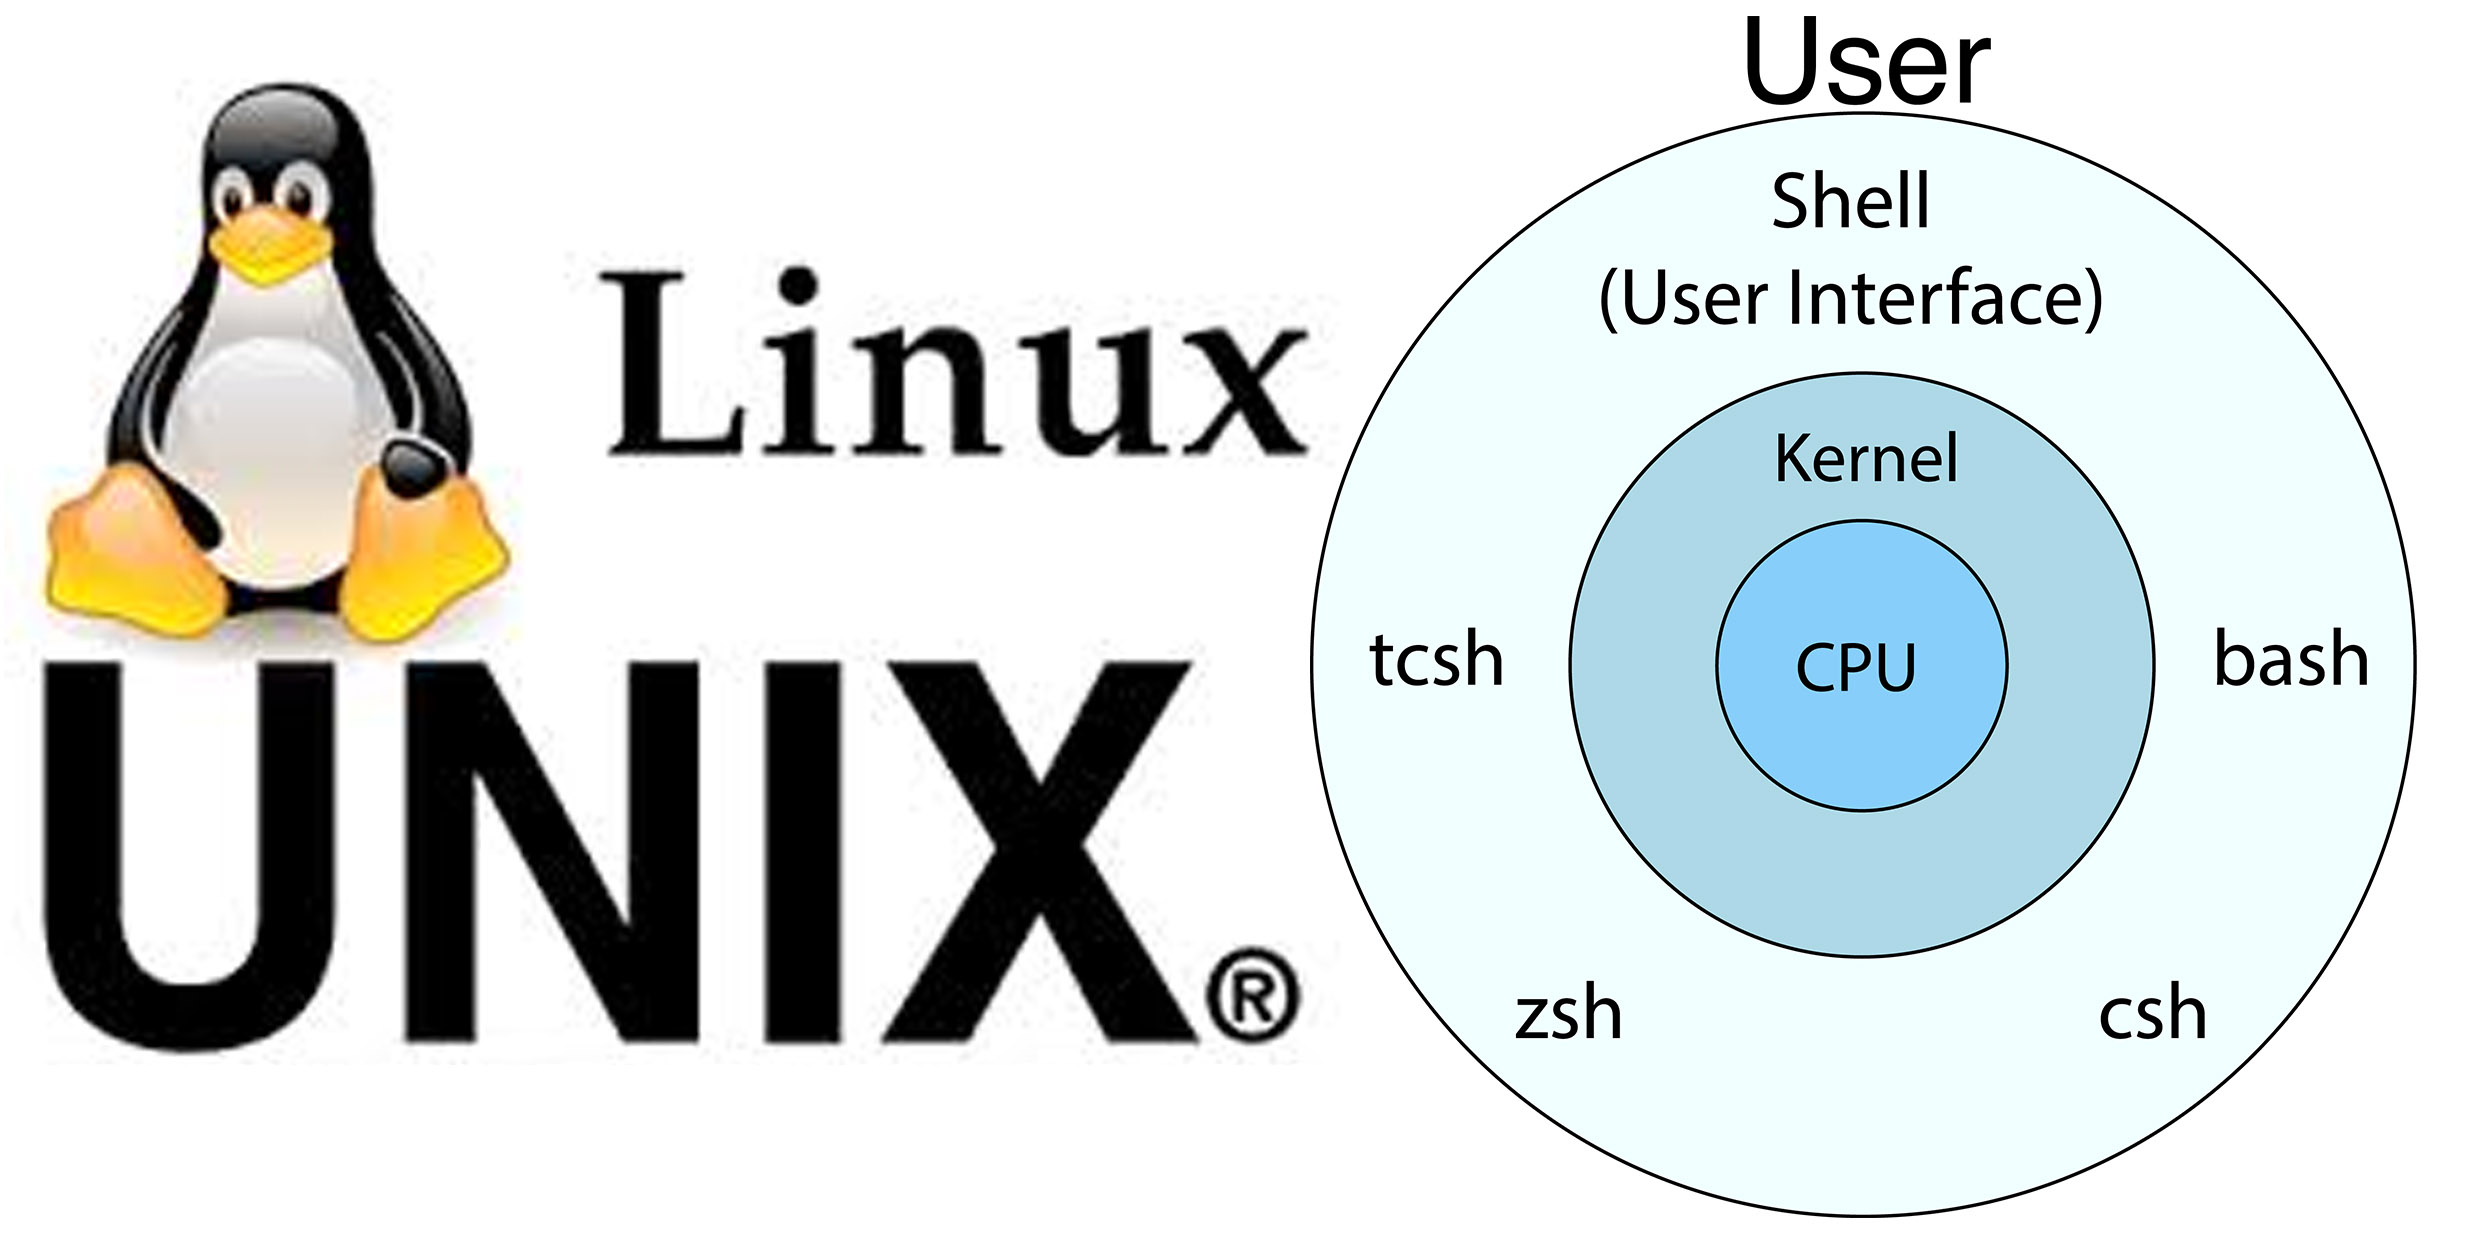 Linux
UNIX®
User
Shell
(User Interface)
Kernel
CPU
tcsh
bash
zsh
csh